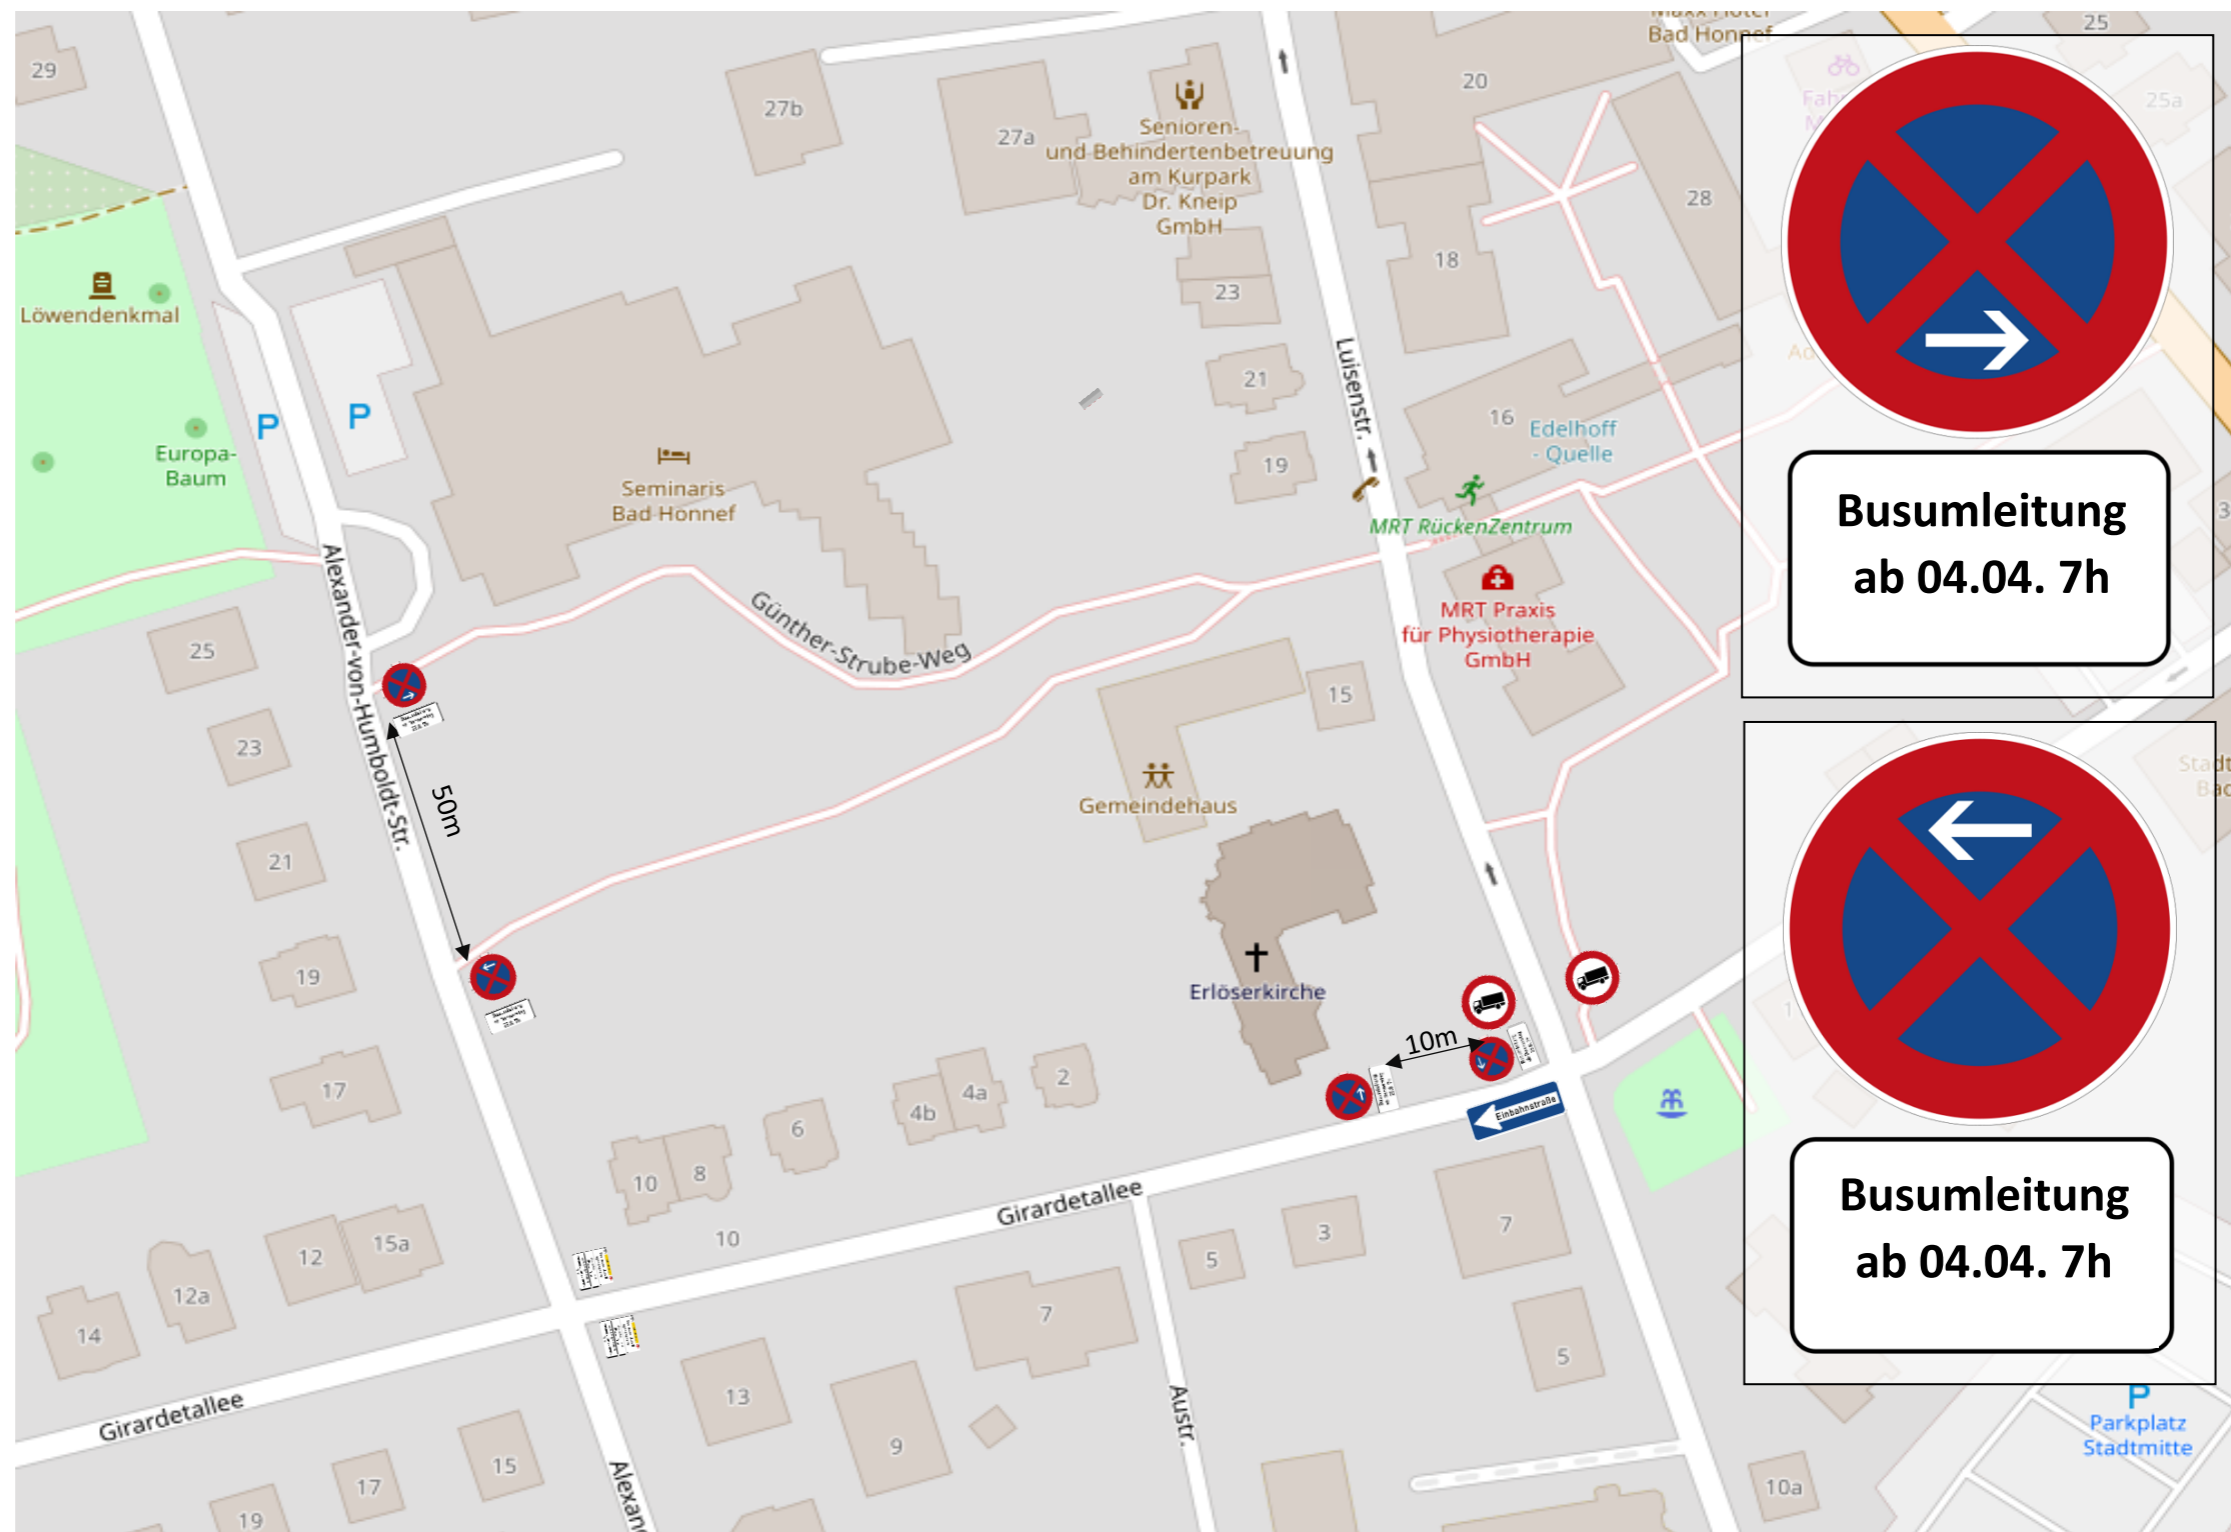 Maxx Hotel
Bad Honnef
25
29
27b
27a
20
Senioren-
und Behindertenbetreuung
am Kurpark
Dr. Kneip
GmbH
28
25a
18
Löwendenkmal
23
Luisenstr.
21
16
Edelhoff
- Quelle
P
P
Europa-
Baum
19
Seminaris
Bad Honnef
MRT RückenZentrum
Alexander-von-Humboldt-Str.
Günther-Strube-Weg
MRT Praxis
für Physiotherapie
GmbH
25
15
23
50m
Gemeindehaus
21
19
Erlöserkirche
10m
17
2
4a
4b
6
8
10
Einbahnstraße
Girardetallee
10
12
15a
12a
14
5
3
7
7
5
13
9
Austr.
Girardetallee
15
17
19
Alexan
10a
P
Parkplatz
Stadtmitte
Busumleitung
ab 04.04. 7h
Busumleitung
ab 04.04. 7h